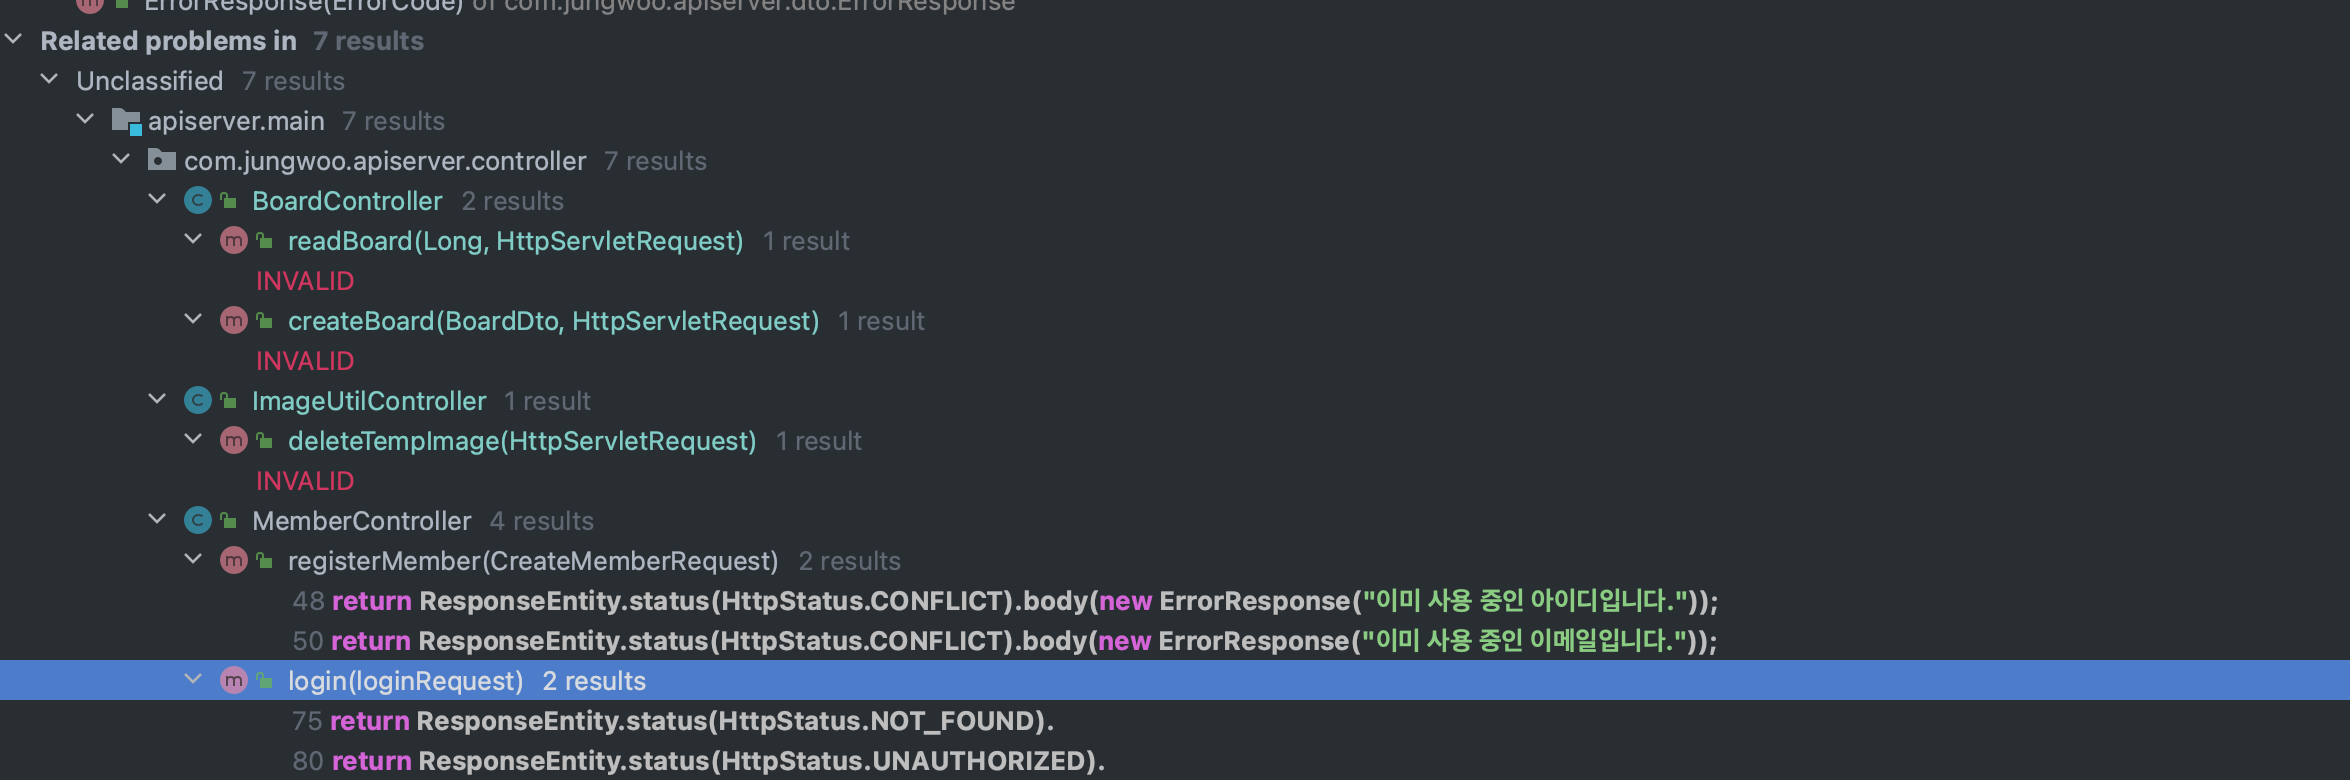 ErrorResponse(ErrorCode) of com.jungwoo.apiserver.dto.ErrorResponse
Related problems in 7 results
Unclassified 7 results
apiserver.main 7 results
com.jungwoo.apiserver.controller 7 results
C BoardController 2 results
m readBoard(Long, HttpServletRequest) 1 result
INVALID
m createBoard(BoardDto, HttpServletRequest) 1 result
INVALID
C ImageUtilController 1 result
m deleteTempImage(HttpServletRequest) 1 result
INVALID
C MemberController 4 results
m registerMember(CreateMemberRequest) 2 results
48 return ResponseEntity.status(HttpStatus.CONFLICT).body(new ErrorResponse("이미 사용 중인 아이디입니다."));
50 return ResponseEntity.status(HttpStatus.CONFLICT).body(new ErrorResponse("이미 사용 중인 이메일입니다."));
m login(loginRequest) 2 results
75 return ResponseEntity.status(HttpStatus.NOT_FOUND).
80 return ResponseEntity.status(HttpStatus.UNAUTHORIZED).